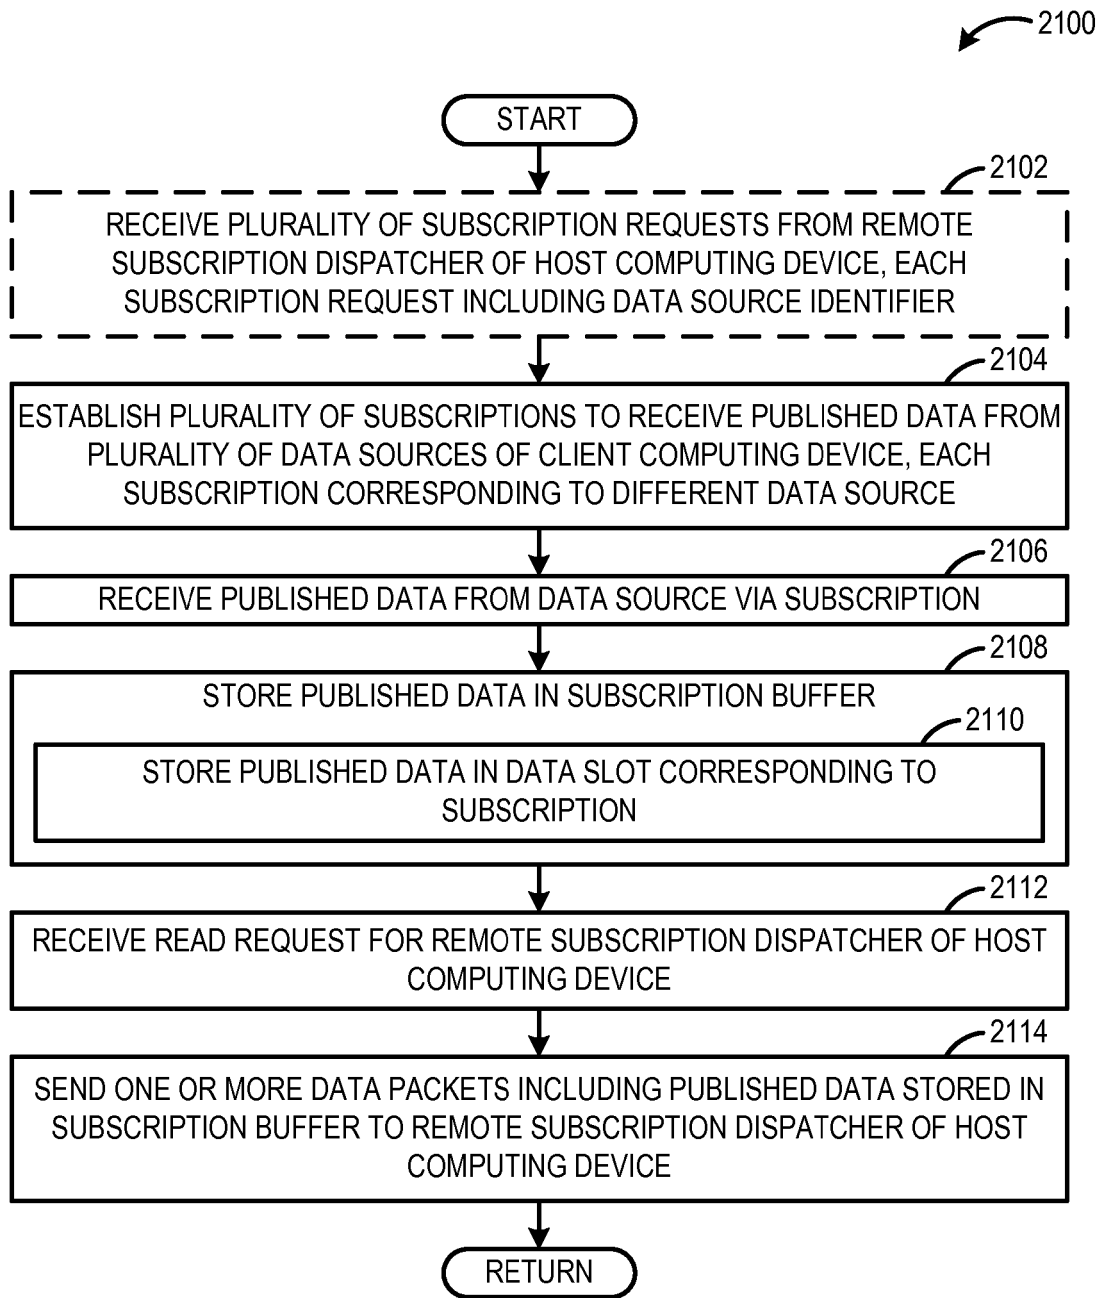 2100
START
2102
RECEIVE PLURALITY OF SUBSCRIPTION REQUESTS FROM REMOTE
SUBSCRIPTION DISPATCHER OF HOST COMPUTING DEVICE, EACH
SUBSCRIPTION REQUEST INCLUDING DATA SOURCE IDENTIFIER
2104
ESTABLISH PLURALITY OF SUBSCRIPTIONS TO RECEIVE PUBLISHED DATA FROM
PLURALITY OF DATA SOURCES OF CLIENT COMPUTING DEVICE, EACH
SUBSCRIPTION CORRESPONDING TO DIFFERENT DATA SOURCE
2106
RECEIVE PUBLISHED DATA FROM DATA SOURCE VIA SUBSCRIPTION
2108
STORE PUBLISHED DATA IN SUBSCRIPTION BUFFER
2110
STORE PUBLISHED DATA IN DATA SLOT CORRESPONDING TO
SUBSCRIPTION
2112
RECEIVE READ REQUEST FOR REMOTE SUBSCRIPTION DISPATCHER OF HOST
COMPUTING DEVICE
2114
SEND ONE OR MORE DATA PACKETS INCLUDING PUBLISHED DATA STORED IN
SUBSCRIPTION BUFFER TO REMOTE SUBSCRIPTION DISPATCHER OF HOST
COMPUTING DEVICE
RETURN